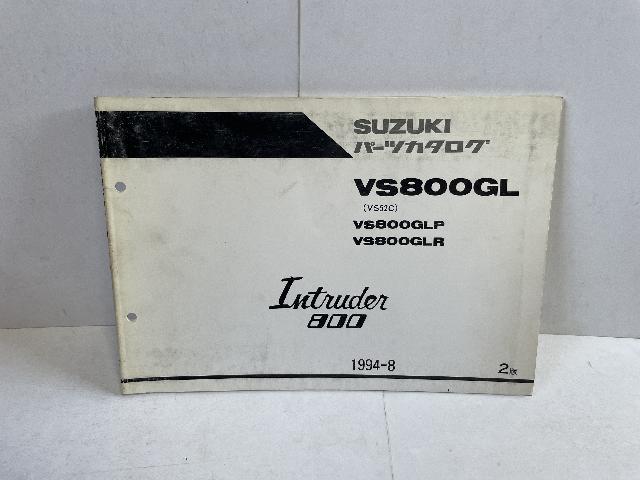 SUZUKI
パーツカタログ
VS800GL
(VS52C)
VS800GLP
VS800GLR
Intruder
800
1994-8
2版